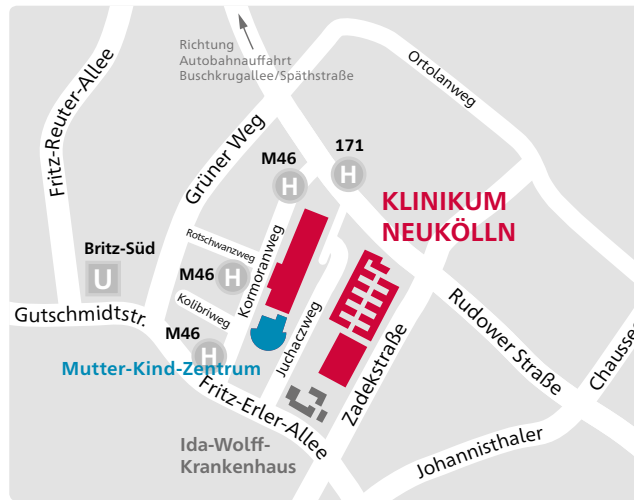 Richtung
Autobahnauffahrt
Buschkrugallee/Späthstraße
Ortolanweg
Fritz-Reuter-Allee
Grüner Weg
171
M46
H
H
KLINIKUM
NEUKÖLLN
Rotschwanzweg
Britz-Süd
U
M46
H
Kormoranweg
Kolibriweg
Gutschmidtstr.
M46
H
Juchaczweg
Rudower Straße
Chaussee
Mutter-Kind-Zentrum
Zadekstraße
Fritz-Erler-Allee
Ida-Wolff-
Krankenhaus
Johannisthaler